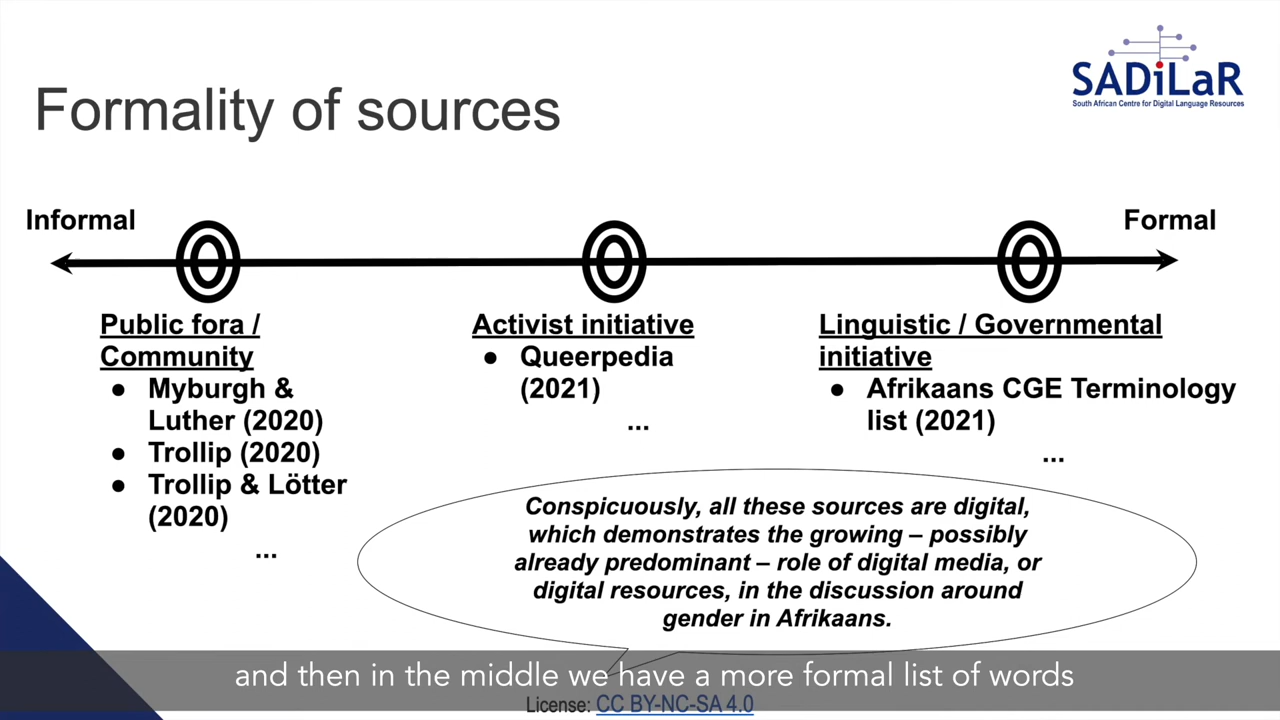 SADiLaR
South African Centre for Digital Language Resources
Formality of sources
Informal
Formal
Public fora /
Community
● Myburgh &
Luther (2020)
● Trollip (2020)
● Trollip & Lötter
(2020)
...
Activist initiative
● Queerpedia
(2021)
...
Linguistic / Governmental
initiative
● Afrikaans CGE Terminology
list (2021)
...
Conspicuously, all these sources are digital,
which demonstrates the growing – possibly
already predominant – role of digital media, or
digital resources, in the discussion around
gender in Afrikaans.
and then in the middle we have a more formal list of words
License: CC BY-NC-SA 4.0